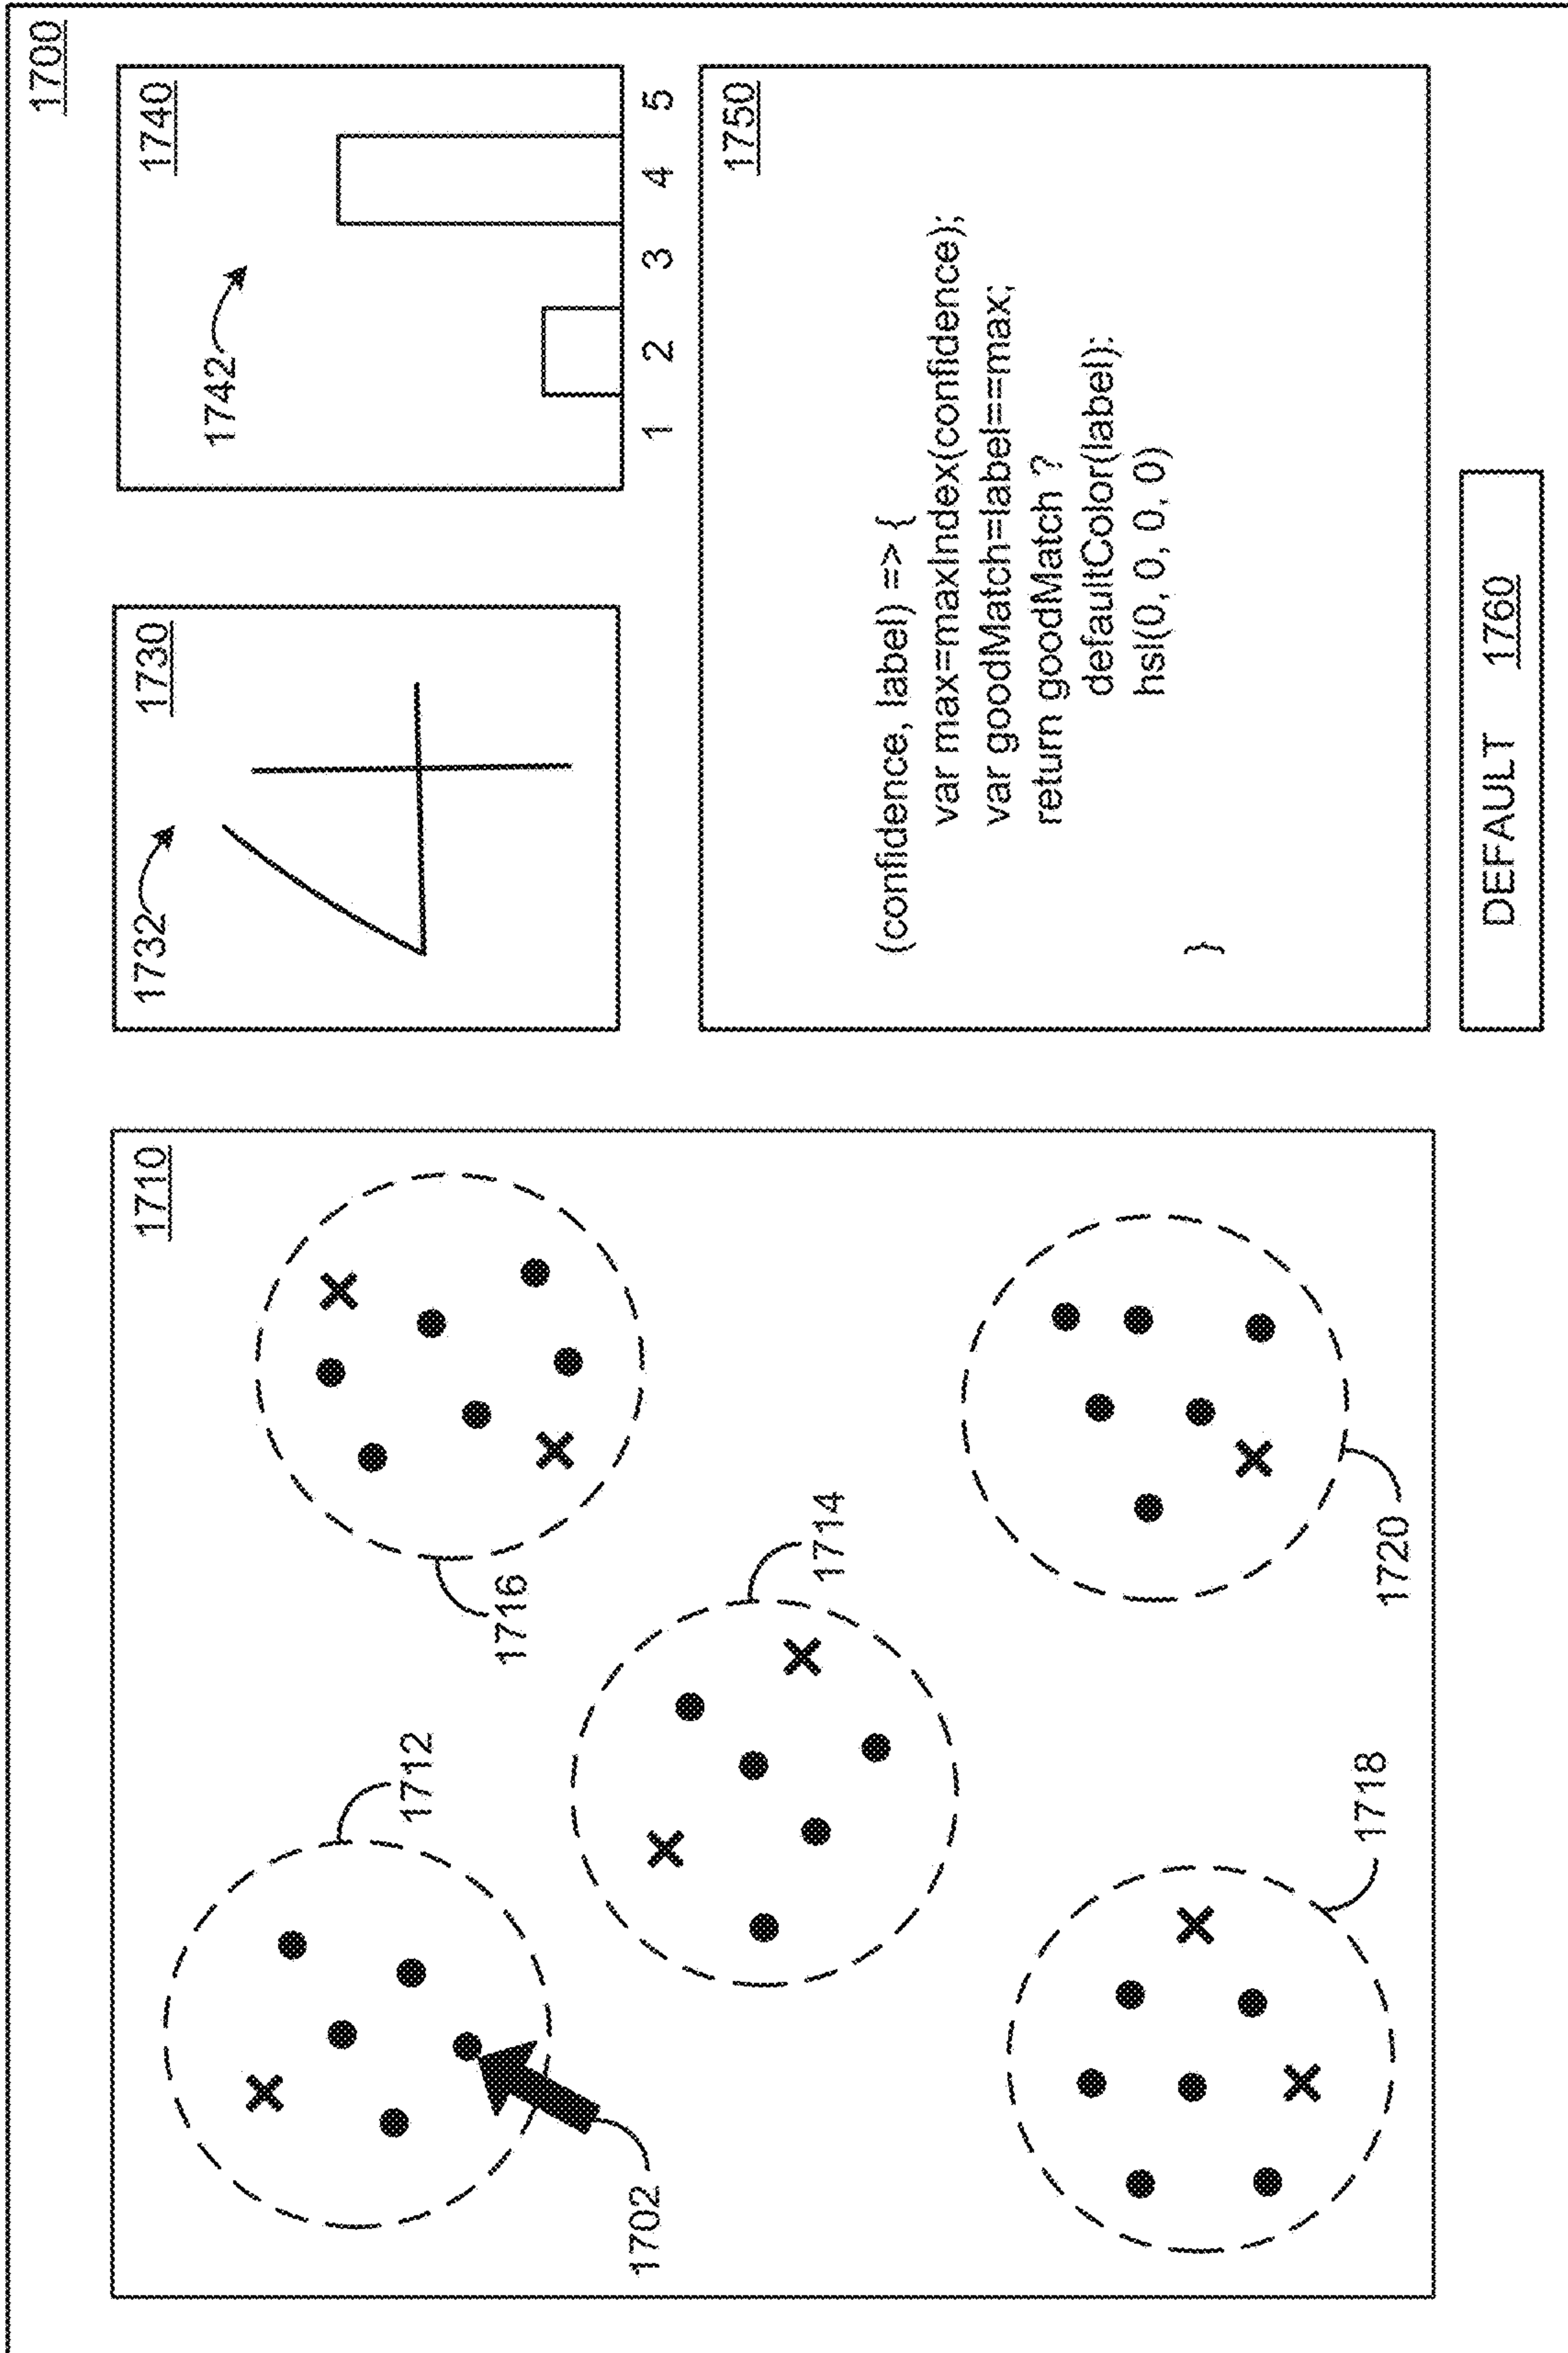 1700
1710
1712
1716
1714
1702
1718
1720
1730
1732
1740
1742
1 2 3 4 5
1750
(confidence, label) => {
var max=maxIndex(confidence);
var goodMatch=label==max;
return goodMatch ?
defaultColor(label):
hsl(0, 0, 0, 0)
}
DEFAULT 1760
4